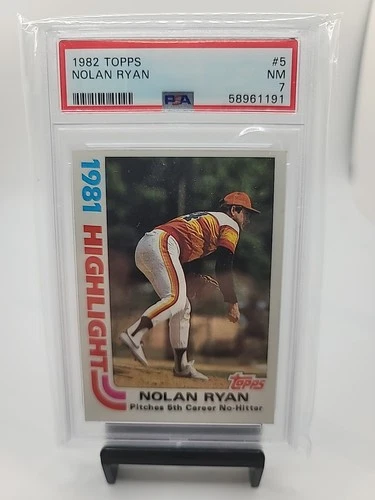 1982 TOPPS #5
NOLAN RYAN NM
7
PSA 58961191
1981 HIGHLIGHT
Topps
NOLAN RYAN
Pitches 5th Career No-Hitter